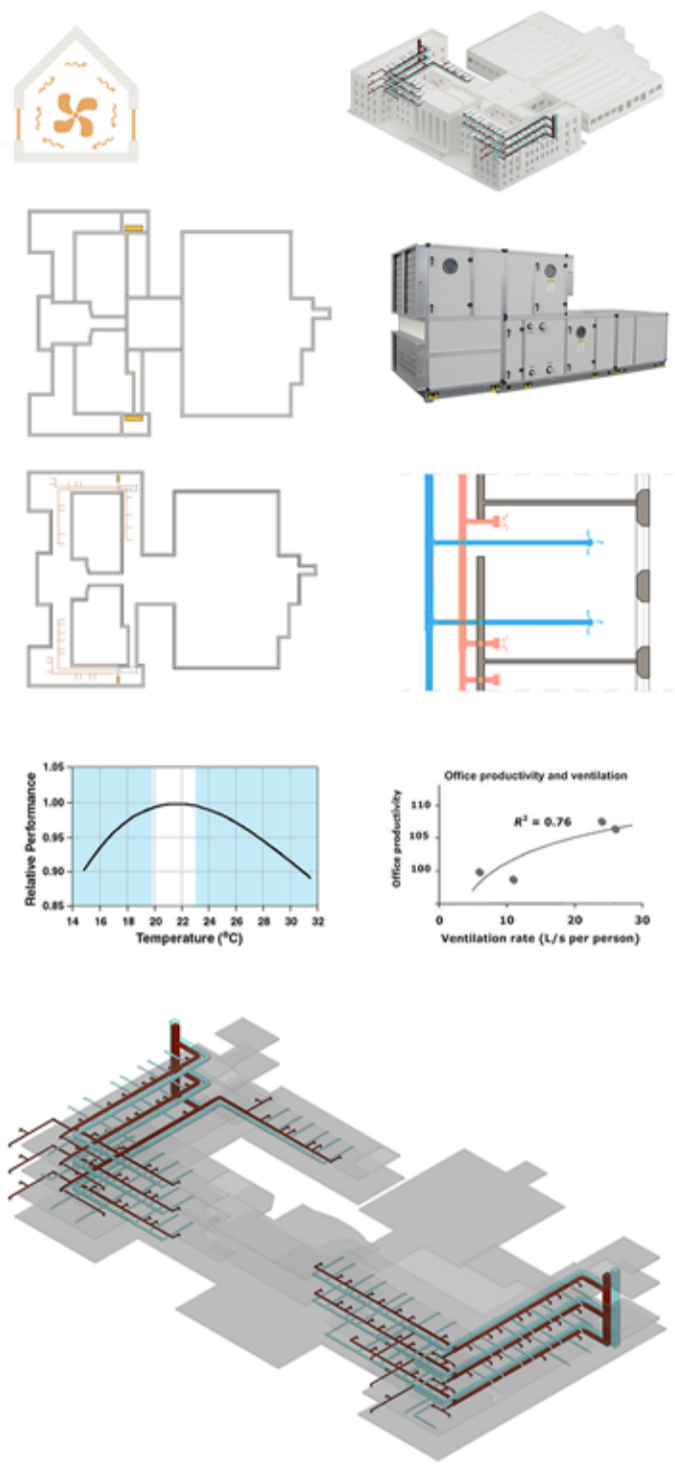 1.05
1.00
0.95
0.90
0.85
Relative Performance
14 16 18 20 22 24 26 28 30 32
Temperature (°C)
Office productivity and ventilation
110
105
100
Office productivity
R² = 0.76
0 10 20 30
Ventilation rate (L/s per person)